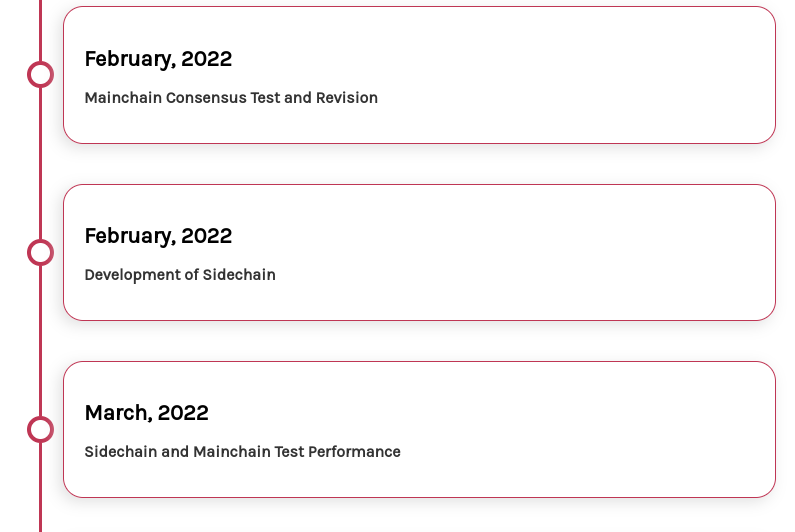 February, 2022
Mainchain Consensus Test and Revision
February, 2022
Development of Sidechain
March, 2022
Sidechain and Mainchain Test Performance